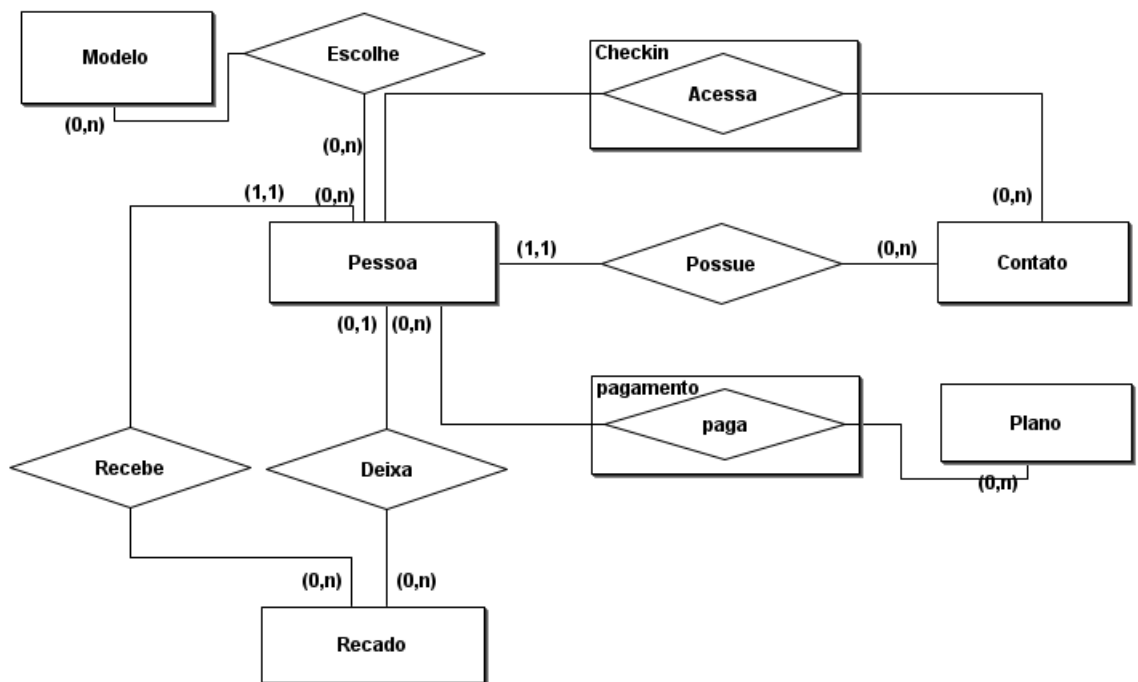 Modelo
Escolhe
Checkin
Acessa
(0,n)
(0,n)
(1,1)
(0,n)
(0,n)
Pessoa
(1,1)
Possue
(0,n)
Contato
(0,1)
(0,n)
pagamento
paga
Plano
(0,n)
Recebe
Deixa
(0,n)
(0,n)
Recado